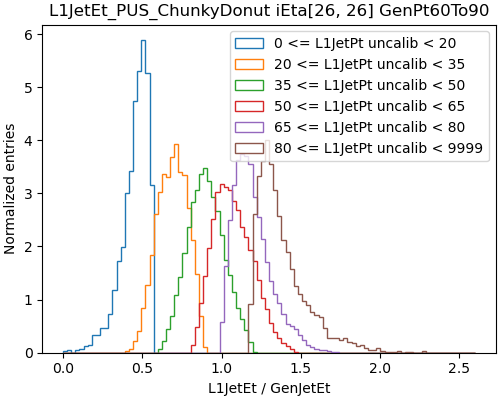 L1JetEt_PUS_ChunkyDonut iEta[26, 26] GenPt60To90
0 <= L1JetPt uncalib < 20
20 <= L1JetPt uncalib < 35
35 <= L1JetPt uncalib < 50
50 <= L1JetPt uncalib < 65
65 <= L1JetPt uncalib < 80
80 <= L1JetPt uncalib < 9999
Normalized entries
6
5
4
3
2
1
0
0.0 0.5 1.0 1.5 2.0 2.5
L1JetEt / GenJetEt